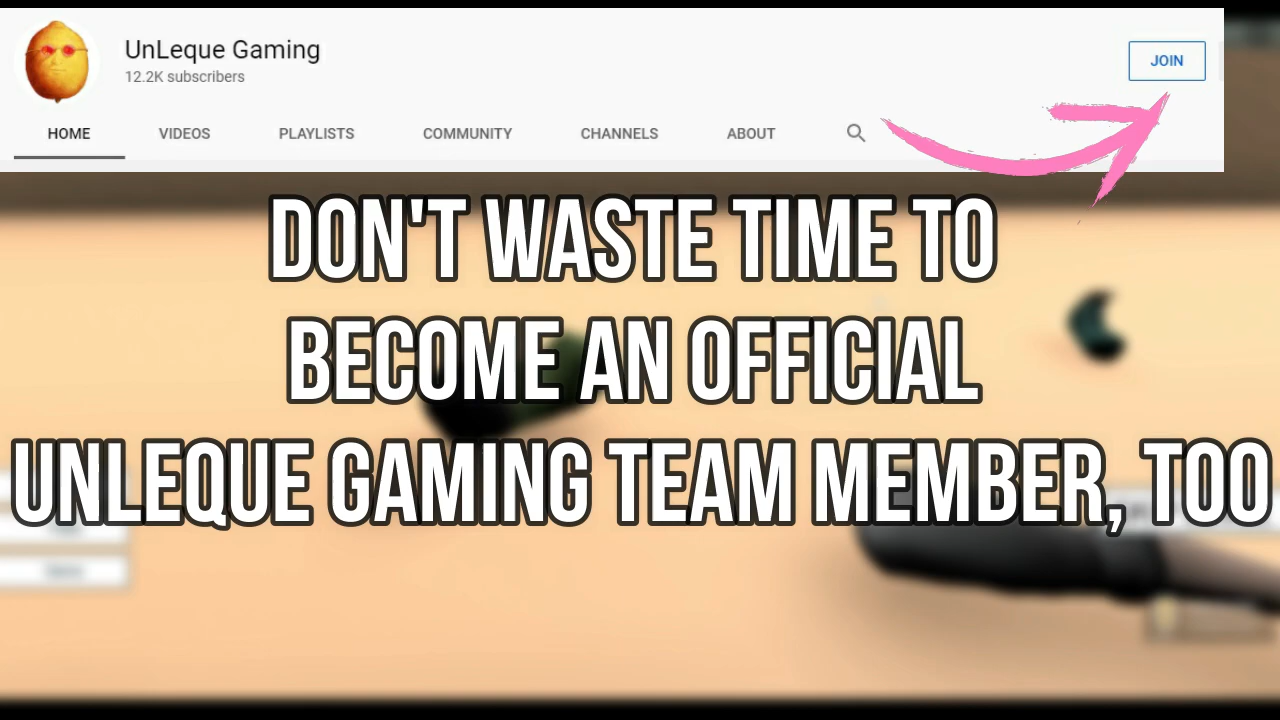 UnLeque Gaming
12.2K subscribers
JOIN
HOME VIDEOS PLAYLISTS COMMUNITY CHANNELS ABOUT
DON'T WASTE TIME TO
BECOME AN OFFICIAL
UNLEQUE GAMING TEAM MEMBER, TOO